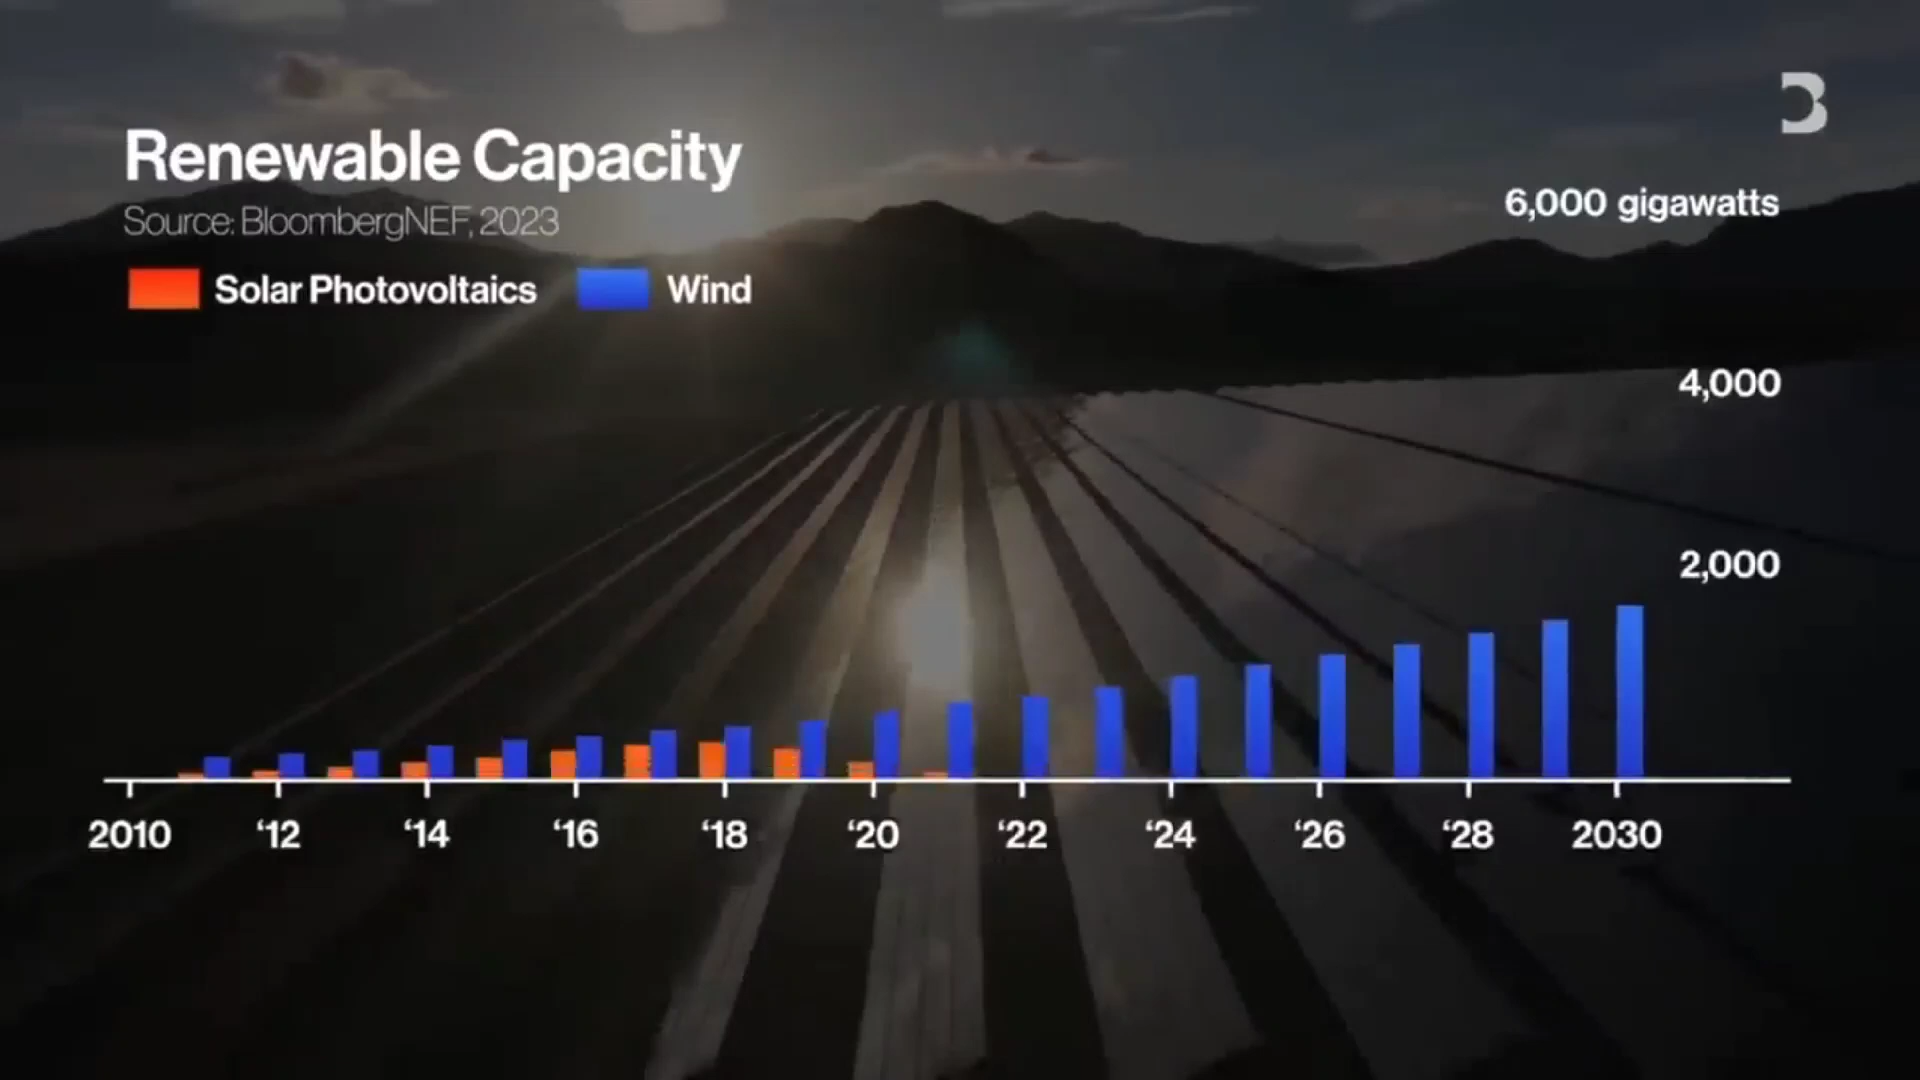 Renewable Capacity
Source: BloombergNEF, 2023
Solar Photovoltaics Wind
6,000 gigawatts
4,000
2,000
2010 ‘12 ‘14 ‘16 ‘18 ‘20 ‘22 ‘24 ‘26 ‘28 2030